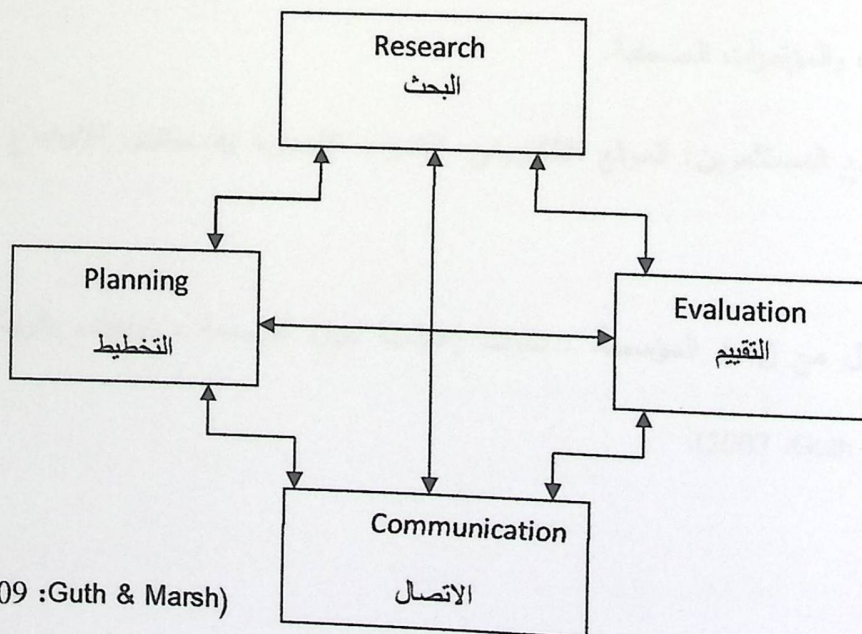 Research
البحث
Planning
التخطيط
Evaluation
التقييم
Communication
الاتصال
09 :Guth & Marsh)